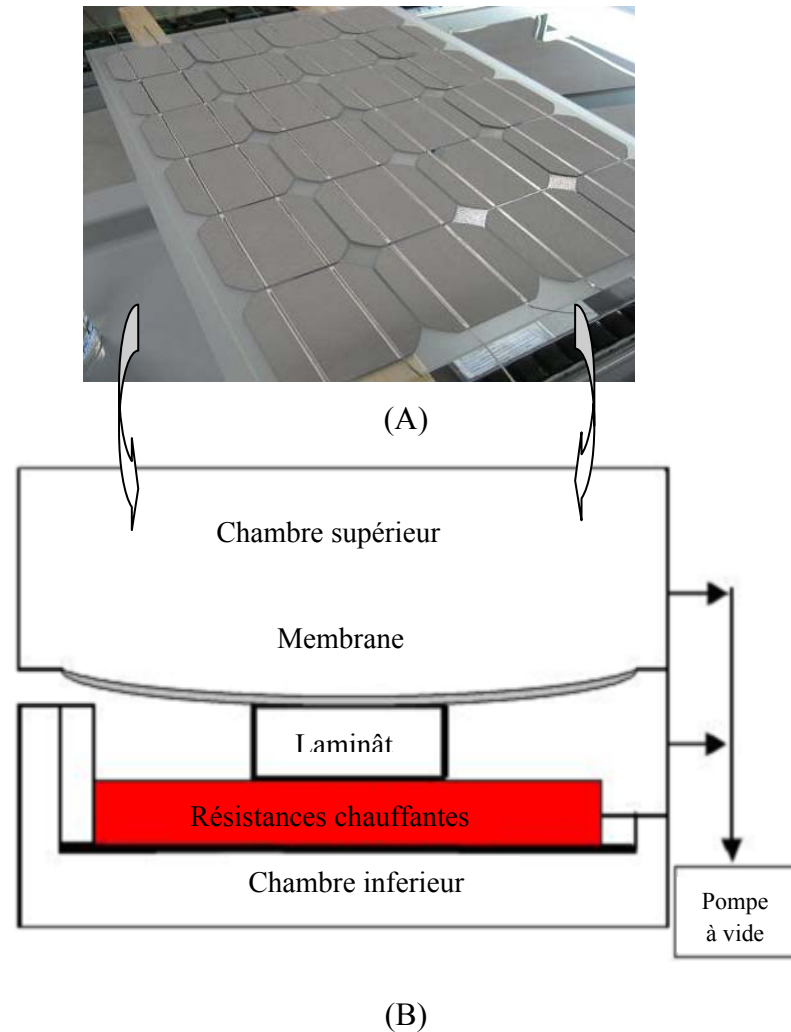 (A)
Chambre supérieur
Membrane
Laminât
Résistances chauffantes
Chambre inferieur
Pompe
à vide
(B)